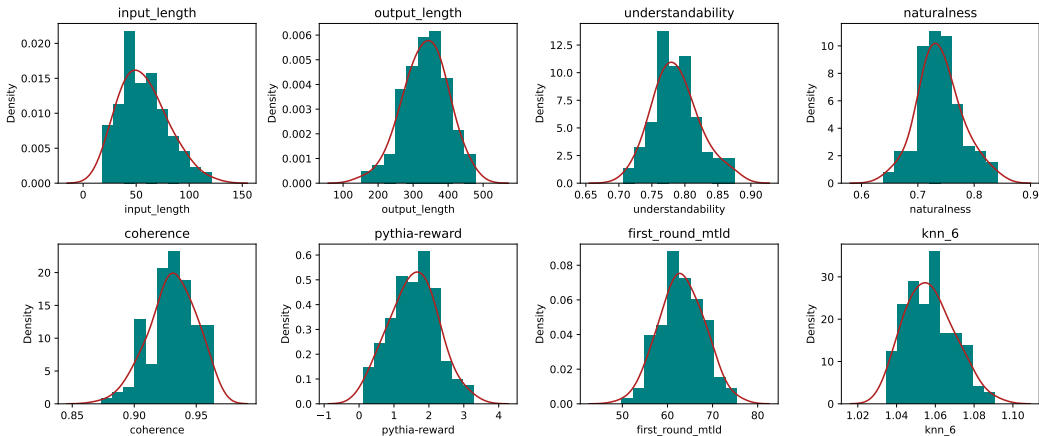 input_length
output_length
understandability
naturalness
Density
0.020
0.015
0.010
0.005
0.000
0 50 100 150
input_length
Density
0.006
0.005
0.004
0.003
0.002
0.001
0.000
100 200 300 400 500
output_length
Density
12.5
10.0
7.5
5.0
2.5
0.0
0.65 0.70 0.75 0.80 0.85 0.90
understandability
Density
10
8
6
4
2
0
0.6 0.7 0.8 0.9
naturalness
coherence
pythia-reward
first_round_mtld
knn_6
Density
20
15
10
5
0
0.85 0.90 0.95
coherence
Density
0.6
0.5
0.4
0.3
0.2
0.1
0.0
−1 0 1 2 3 4
pythia-reward
Density
0.08
0.06
0.04
0.02
0.00
50 60 70 80
first_round_mtld
Density
30
20
10
0
1.02 1.04 1.06 1.08 1.10
knn_6